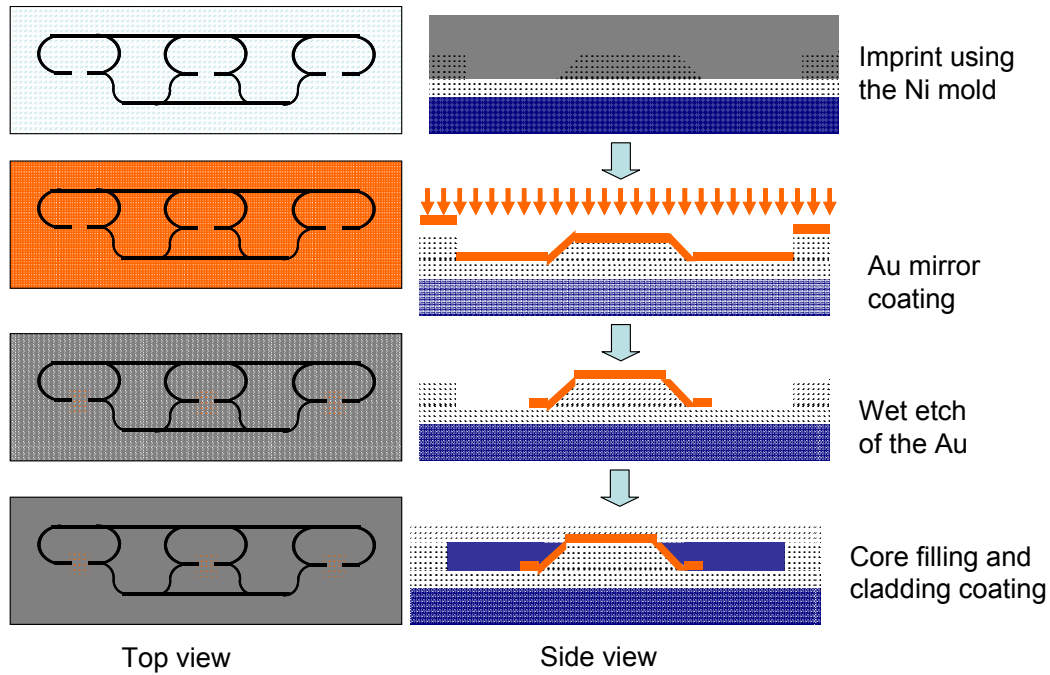 Imprint using
the Ni mold
Au mirror
coating
Wet etch
of the Au
Core filling and
cladding coating
Top view
Side view